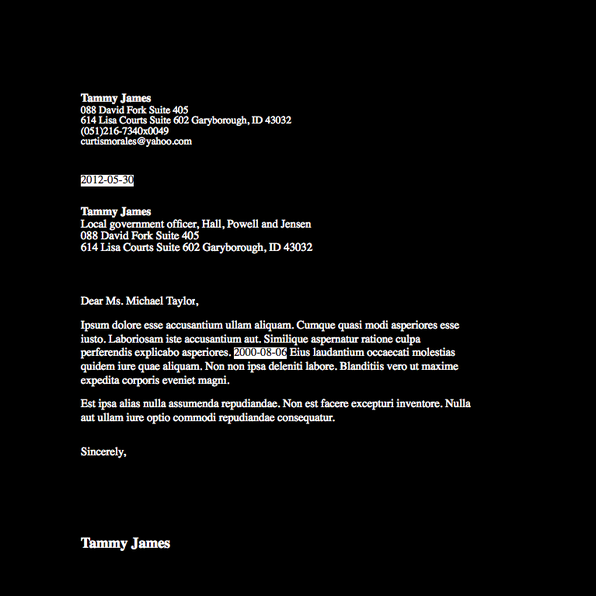 Tammy James
088 David Fork Suite 405
614 Lisa Courts Suite 602 Garyborough, ID 43032
(051)216-7340x0049
curtismorales@yahoo.com
2012-05-30
Tammy James
Local government officer, Hall, Powell and Jensen
088 David Fork Suite 405
614 Lisa Courts Suite 602 Garyborough, ID 43032
Dear Ms. Michael Taylor,
Ipsum dolore esse accusantium ullam aliquam. Cumque quasi modi asperiores esse
iusto. Laboriosam iste accusantium aut. Similique aspernatur ratione culpa
perferendis explicabo asperiores. 2000-08-06 Eius laudantium occaecati molestias
quidem iure quae aliquam. Non non ipsa deleniti labore. Blanditiis vero ut maxime
expedita corporis eveniet magni.
Est ipsa alias nulla assumenda repudiandae. Non est facere excepturi inventore. Nulla
aut ullam iure optio commodi repudiandae consequatur.
Sincerely,
Tammy James